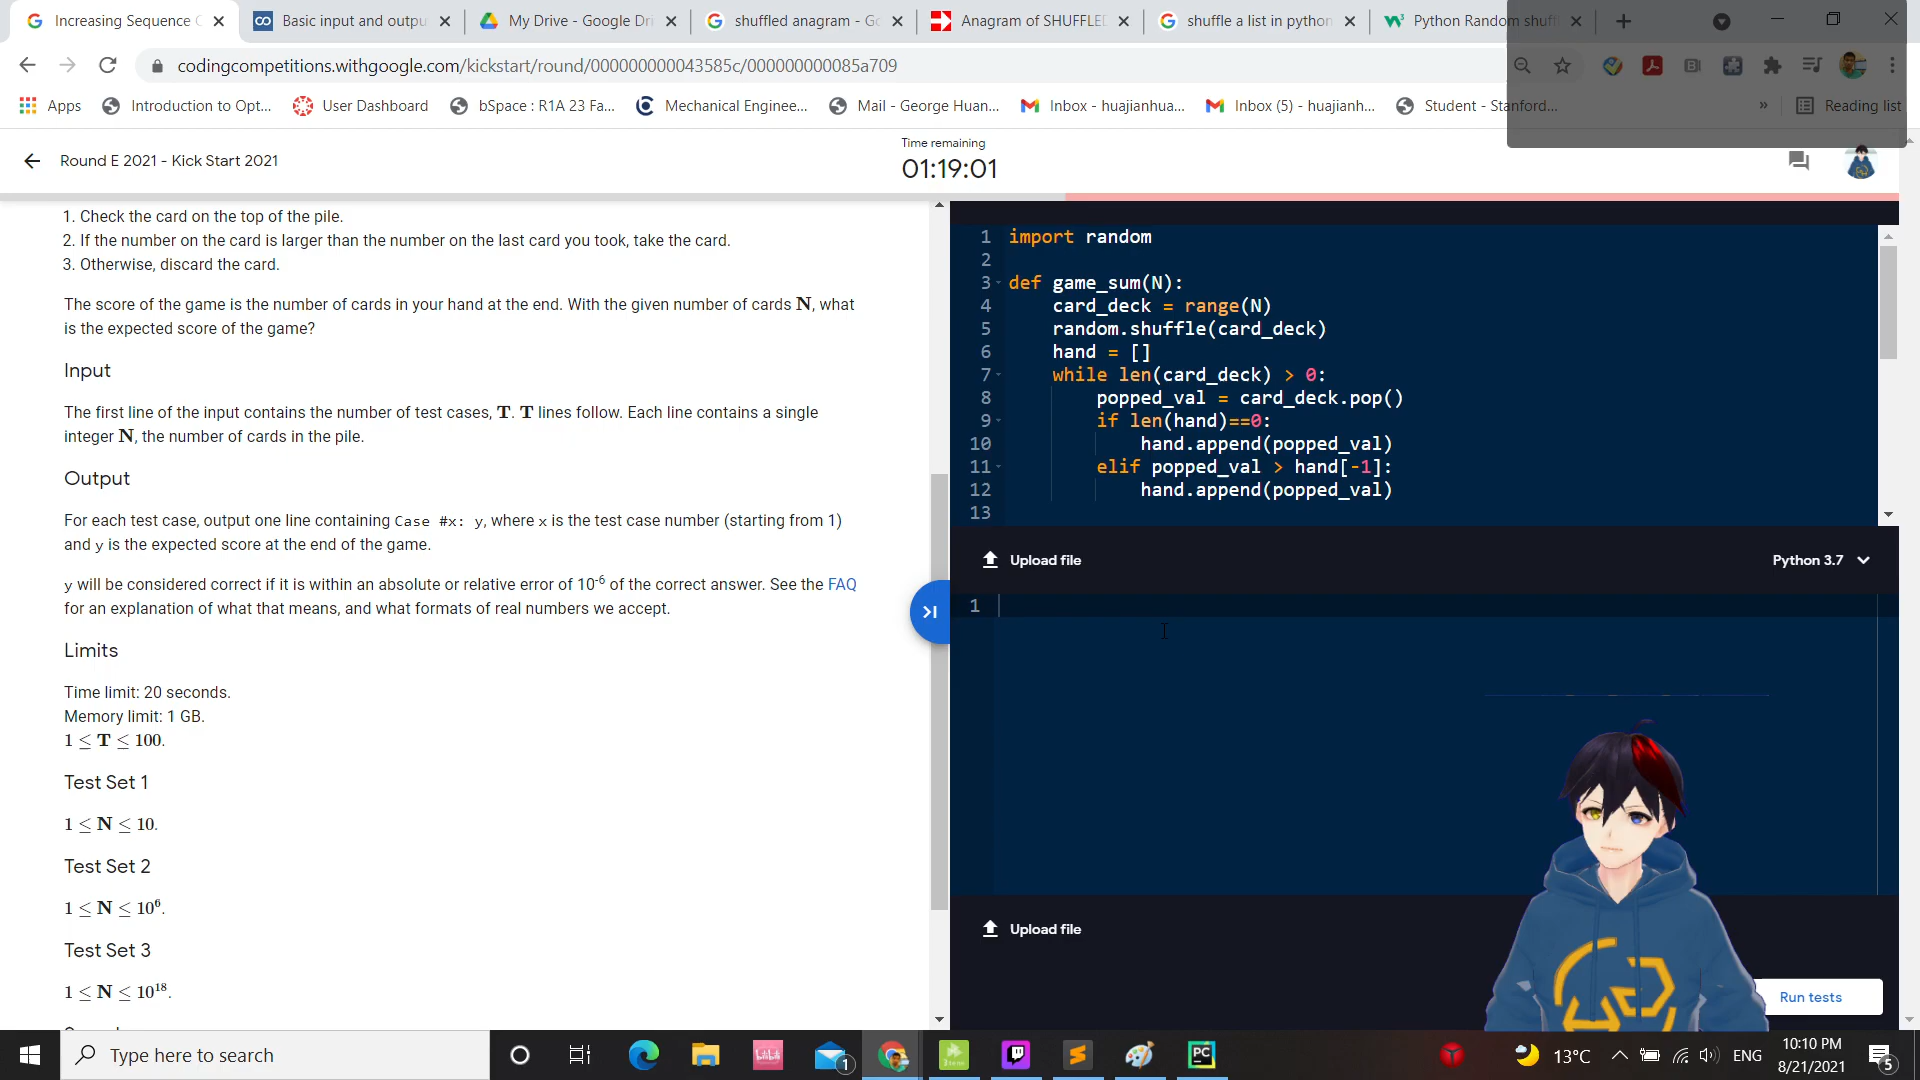 Increasing Sequence C
Basic input and outpu
My Drive - Google Dri
shuffled anagram - Go
Anagram of SHUFFLED
shuffle a list in python
Python Random shuf
codingcompetitions.withgoogle.com/kickstart/round/000000000043585c/000000000085a709
Apps
Introduction to Opt...
User Dashboard
bSpace : R1A 23 Fa...
Mechanical Enginee...
Mail - George Huan...
Inbox - huajianhua...
Inbox (5) - huajianh...
Student - Stanford...
»
Reading list
Round E 2021 - Kick Start 2021
Time remaining
01:19:01
1. Check the card on the top of the pile.
2. If the number on the card is larger than the number on the last card you took, take the card.
3. Otherwise, discard the card.
The score of the game is the number of cards in your hand at the end. With the given number of cards N, what
is the expected score of the game?
Input
The first line of the input contains the number of test cases, T. T lines follow. Each line contains a single
integer N, the number of cards in the pile.
Output
For each test case, output one line containing Case #x: y, where x is the test case number (starting from 1)
and y is the expected score at the end of the game.
y will be considered correct if it is within an absolute or relative error of 10⁻⁶ of the correct answer. See the FAQ
for an explanation of what that means, and what formats of real numbers we accept.
Limits
Time limit: 20 seconds.
Memory limit: 1 GB.
1 ≤ T ≤ 100.
Test Set 1
1 ≤ N ≤ 10.
Test Set 2
1 ≤ N ≤ 10⁶.
Test Set 3
1 ≤ N ≤ 10¹⁸.
1 import random
2
3 def game_sum(N):
4 card_deck = range(N)
5 random.shuffle(card_deck)
6 hand = []
7 while len(card_deck) > 0:
8 popped_val = card_deck.pop()
9 if len(hand)==0:
10 hand.append(popped_val)
11 elif popped_val > hand[-1]:
12 hand.append(popped_val)
13
Upload file
Python 3.7
1
Upload file
Run tests
Type here to search
1
PC
13°C
ENG
10:10 PM
8/21/2021
5